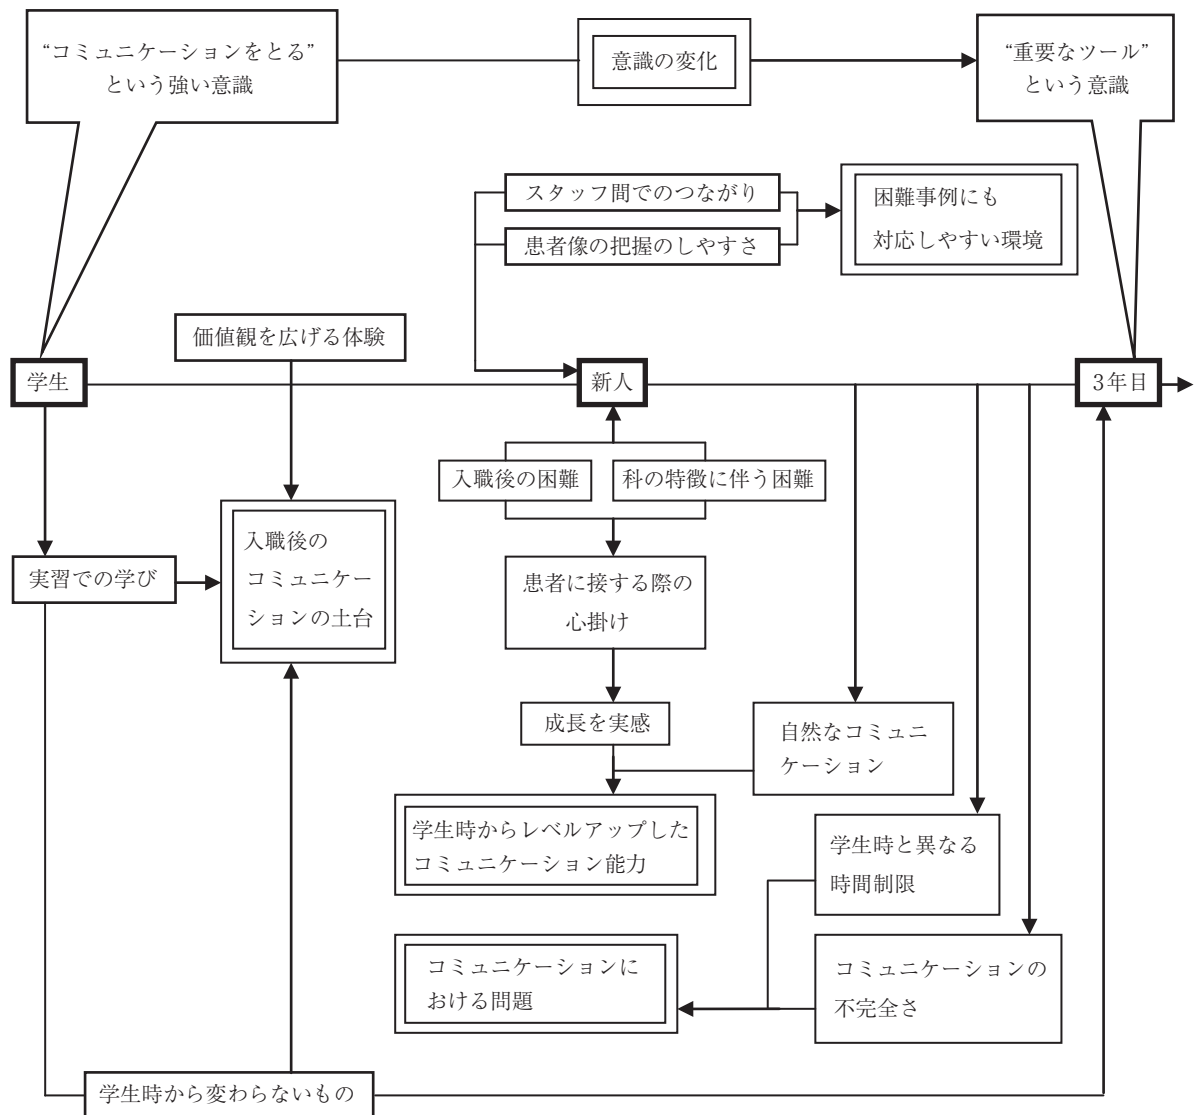 “コミュニケーションをとる”
という強い意識
意識の変化
“重要なツール”
という意識
スタッフ間でのつながり
患者像の把握のしやすさ
困難事例にも
対応しやすい環境
価値観を広げる体験
学生
新人
3年目
入職後の困難
科の特徴に伴う困難
入職後の
コミュニケー
ションの土台
実習での学び
患者に接する際の
心掛け
成長を実感
自然なコミュニ
ケーション
学生時からレベルアップした
コミュニケーション能力
学生時と異なる
時間制限
コミュニケーションに
おける問題
コミュニケーションの
不完全さ
学生時から変わらないもの